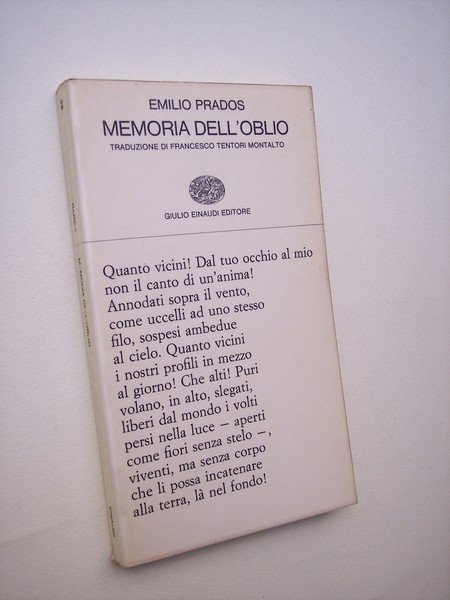 EMILIO PRADOS
MEMORIA DELL'OBLIO
TRADUZIONE DI FRANCESCO TENTORI MONTALTO
GIULIO EINAUDI EDITORE
Quanto vicini! Dal tuo occhio al mio
non il canto di un'anima!
Annodati sopra il vento,
come uccelli ad uno stesso
filo, sospesi ambedue
al cielo. Quanto vicini
i nostri profili in mezzo
al giorno! Che alti! Puri
volano, in alto, slegati,
liberi dal mondo i volti
persi nella luce – aperti
come fiori senza stelo –,
viventi, ma senza corpo
che li possa incatenare
alla terra, là nel fondo!